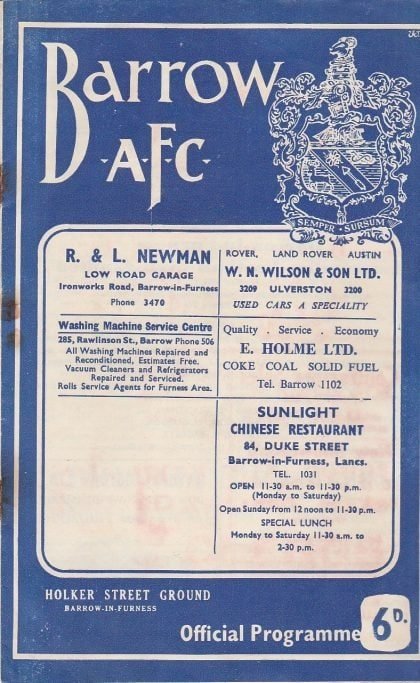 Barrow
A.F.C.
SEMPER SURSUM
R. & L. NEWMAN
LOW ROAD GARAGE
Ironworks Road, Barrow-in-Furness
Phone 3470
ROVER, LAND ROVER AUSTIN
W. N. WILSON & SON LTD.
3209 ULVERSTON 3200
USED CARS A SPECIALITY
Washing Machine Service Centre
285, Rawlinson St., Barrow Phone 506
All Washing Machines Repaired and
Reconditioned, Estimates Free.
Vacuum Cleaners and Refrigerators
Repaired and Serviced.
Rolls Service Agents for Furness Area.
Quality . Service . Economy
E. HOLME LTD.
COKE COAL SOLID FUEL
Tel. Barrow 1102
SUNLIGHT
CHINESE RESTAURANT
84, DUKE STREET
Barrow-in-Furness, Lancs.
TEL. 1031
OPEN 11-30 a.m. to 11-30 p.m.
(Monday to Saturday)
Open Sunday from 12 noon to 11-30 p.m.
SPECIAL LUNCH
Monday to Saturday 11-30 a.m. to
2-30 p.m.
HOLKER STREET GROUND
BARROW-IN-FURNESS
Official Programme 6D.